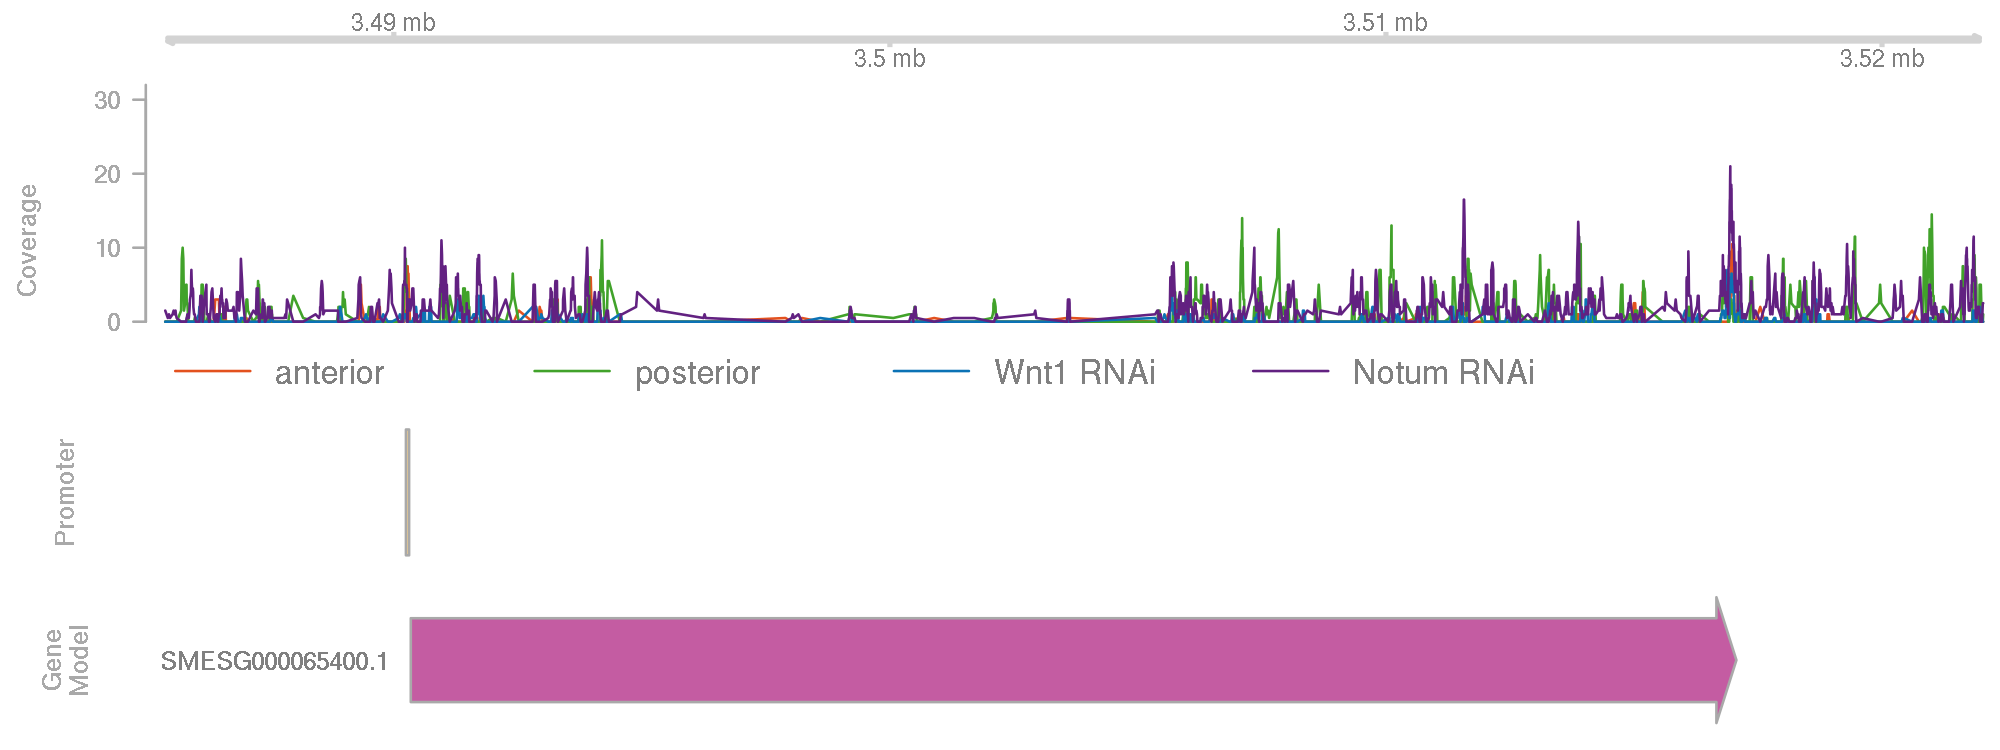 3.49 mb
3.51 mb
3.5 mb
3.52 mb
Coverage
30
20
10
0
anterior
posterior
Wnt1 RNAi
Notum RNAi
Promoter
Gene
Model
SMESG000065400.1